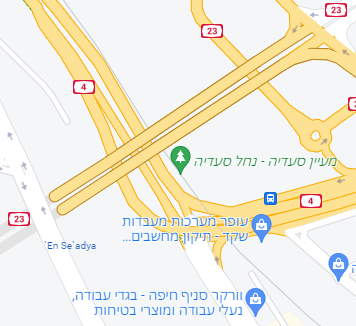 23
23
4
23
מעיין סעדיה - נחל סעדיה
4
עופר מערכות מעבדות
שקד - תיקון מחשבים...
23
'En Se'adya
וורקר סניף חיפה - בגדי עבודה,
נעלי עבודה ומוצרי בטיחות